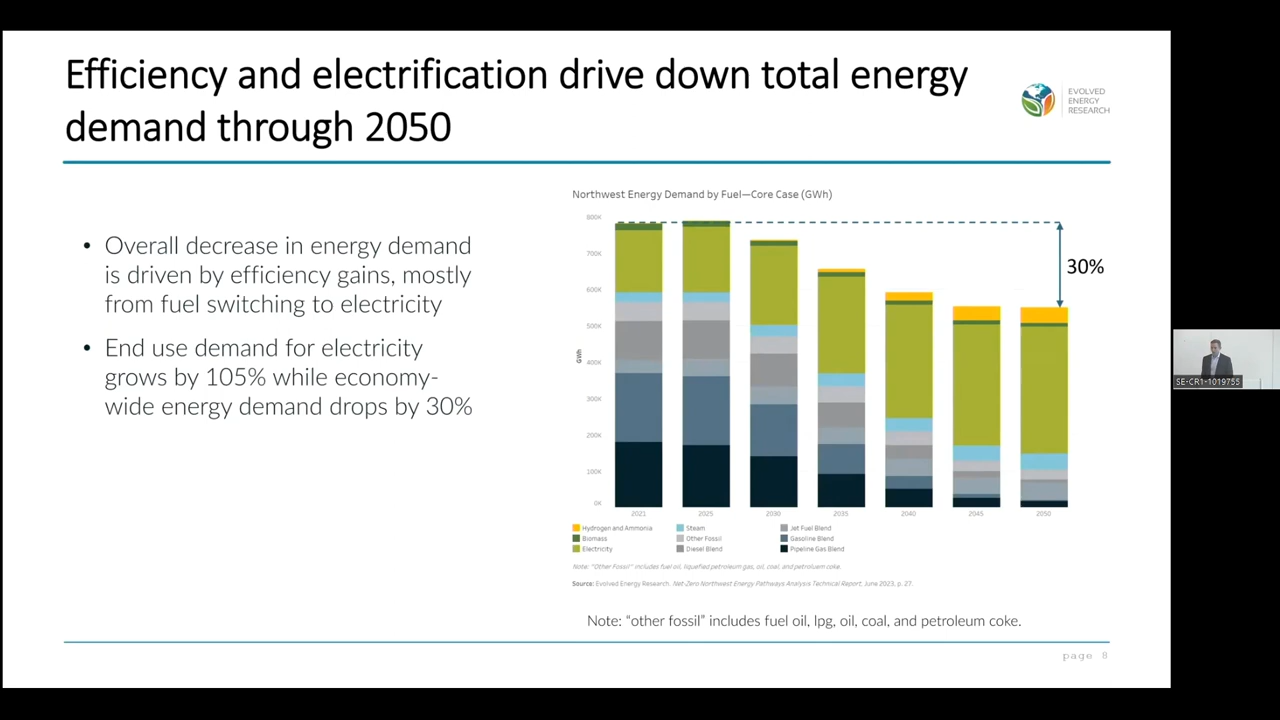 Efficiency and electrification drive down total energy
demand through 2050
EVOLVED
ENERGY
RESEARCH
• Overall decrease in energy demand
is driven by efficiency gains, mostly
from fuel switching to electricity
• End use demand for electricity
grows by 105% while economy-
wide energy demand drops by 30%
Northwest Energy Demand by Fuel—Core Case (GWh)
800K
700K
600K
500K
400K
300K
200K
100K
0K
GWh
30%
2021 2025 2030 2035 2040 2045 2050
Hydrogen and Ammonia Steam Jet Fuel Blend
Biomass Other Fossil Gasoline Blend
Electricity Diesel Blend Pipeline Gas Blend
Note: "Other Fossil" includes fuel oil, liquefied petroleum gas, oil, coal, and petroluem coke.
Source: Evolved Energy Research. Net-Zero Northwest Energy Pathways Analysis Technical Report, June 2023, p. 27.
Note: “other fossil” includes fuel oil, lpg, oil, coal, and petroleum coke.
page 8
SE-CR1-1019755